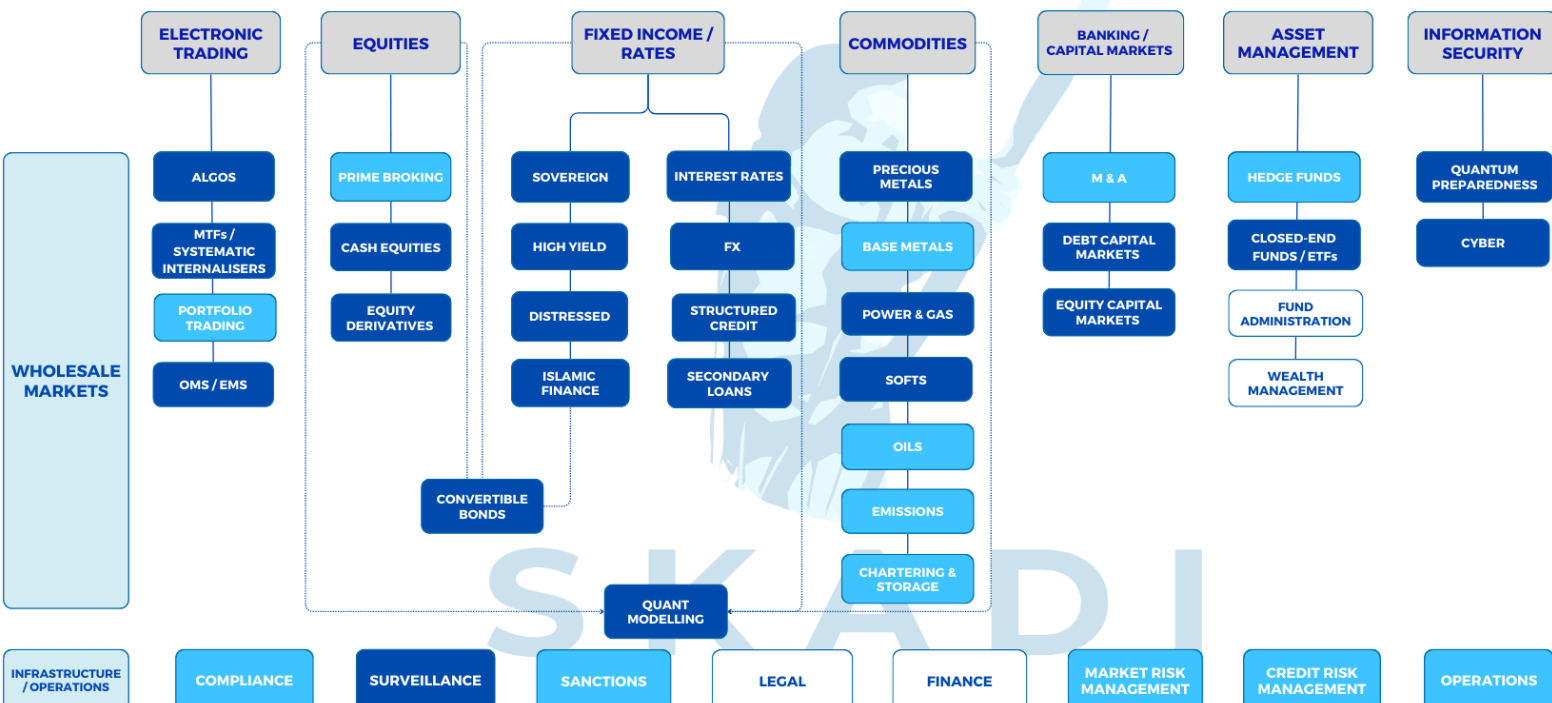 ELECTRONIC
TRADING
EQUITIES
FIXED INCOME /
RATES
COMMODITIES
BANKING /
CAPITAL MARKETS
ASSET
MANAGEMENT
INFORMATION
SECURITY
WHOLESALE
MARKETS
ALGOS
MTFs /
SYSTEMATIC
INTERNALISERS
PORTFOLIO
TRADING
OMS / EMS
PRIME BROKING
CASH EQUITIES
EQUITY
DERIVATIVES
SOVEREIGN
HIGH YIELD
DISTRESSED
ISLAMIC
FINANCE
INTEREST RATES
FX
STRUCTURED
CREDIT
SECONDARY
LOANS
CONVERTIBLE
BONDS
QUANT
MODELLING
PRECIOUS
METALS
BASE METALS
POWER & GAS
SOFTS
OILS
EMISSIONS
CHARTERING &
STORAGE
M & A
DEBT CAPITAL
MARKETS
EQUITY CAPITAL
MARKETS
HEDGE FUNDS
CLOSED-END
FUNDS / ETFs
FUND
ADMINISTRATION
WEALTH
MANAGEMENT
QUANTUM
PREPAREDNESS
CYBER
SKADI
INFRASTRUCTURE
/ OPERATIONS
COMPLIANCE
SURVEILLANCE
SANCTIONS
LEGAL
FINANCE
MARKET RISK
MANAGEMENT
CREDIT RISK
MANAGEMENT
OPERATIONS